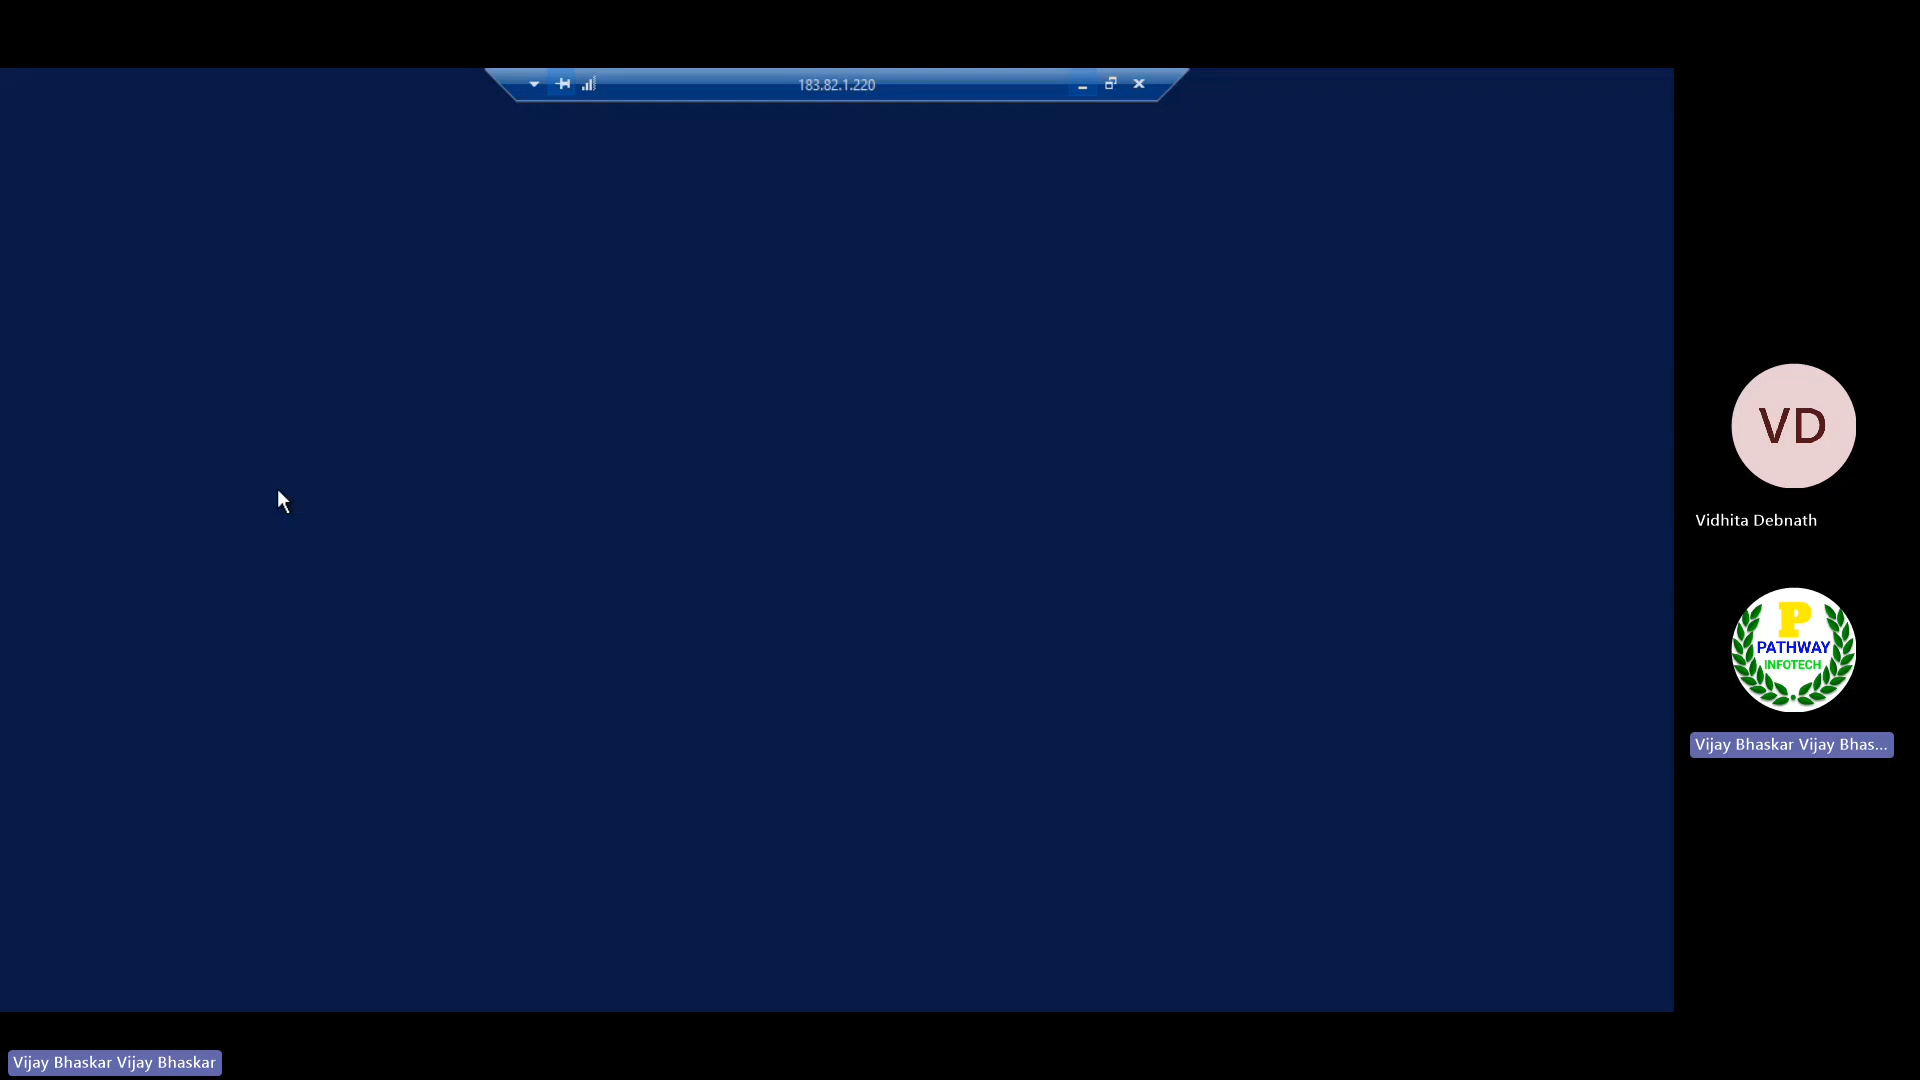 183.82.1.220
VD
Vidhita Debnath
P
PATHWAY
INFOTECH
Vijay Bhaskar Vijay Bhas...
Vijay Bhaskar Vijay Bhaskar